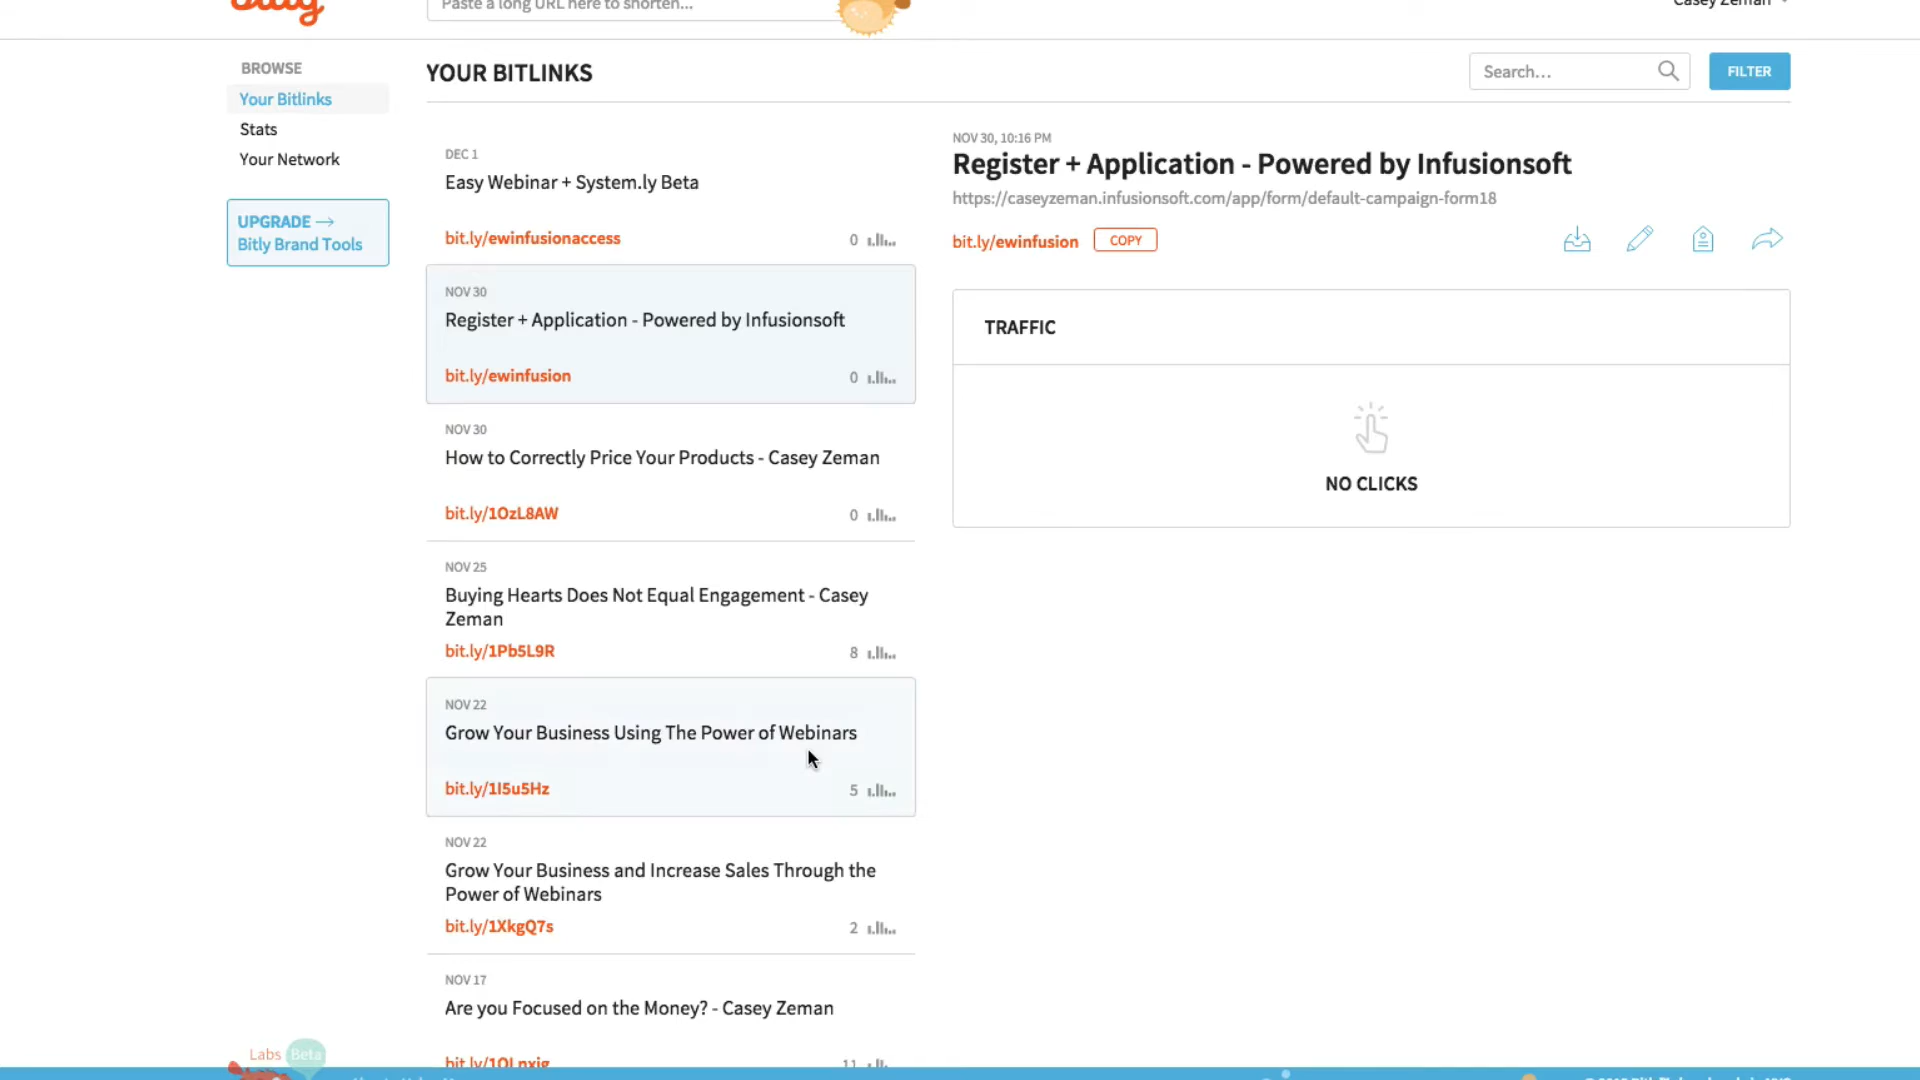 Bitly
Paste a long URL here to shorten...
Casey Zeman
BROWSE
Your Bitlinks
Stats
Your Network
UPGRADE →
Bitly Brand Tools
YOUR BITLINKS
Search...
FILTER
DEC 1
Easy Webinar + System.ly Beta
bit.ly/ewinfusionaccess
0
NOV 30
Register + Application - Powered by Infusionsoft
bit.ly/ewinfusion
0
NOV 30
How to Correctly Price Your Products - Casey Zeman
bit.ly/1OzL8AW
0
NOV 25
Buying Hearts Does Not Equal Engagement - Casey
Zeman
bit.ly/1Pb5L9R
8
NOV 22
Grow Your Business Using The Power of Webinars
bit.ly/1I5u5Hz
5
NOV 22
Grow Your Business and Increase Sales Through the
Power of Webinars
bit.ly/1XkgQ7s
2
NOV 17
Are you Focused on the Money? - Casey Zeman
11
NOV 30, 10:16 PM
Register + Application - Powered by Infusionsoft
https://caseyzeman.infusionsoft.com/app/form/default-campaign-form18
bit.ly/ewinfusion
COPY
TRAFFIC
NO CLICKS
Labs Beta